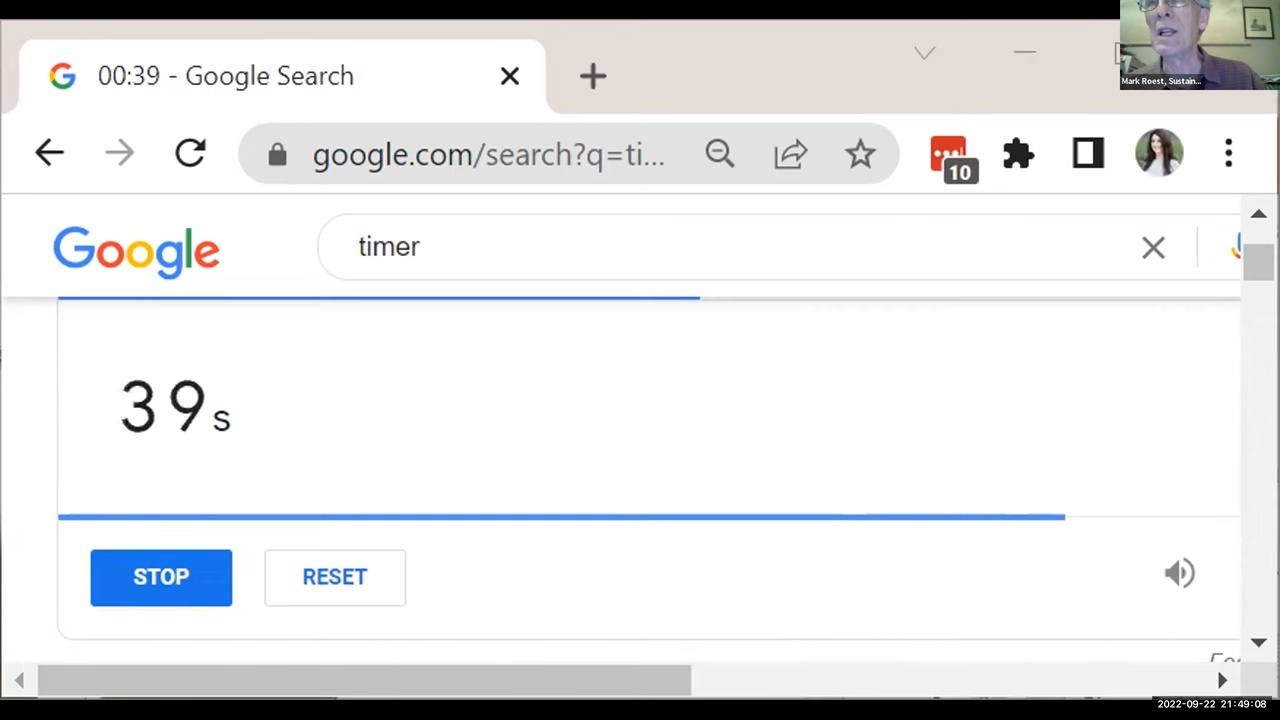 00:39 - Google Search
Mark Roest, Sustain...
google.com/search?q=ti...
10
Google
timer
39s
STOP
RESET
2022-09-22 21:49:08